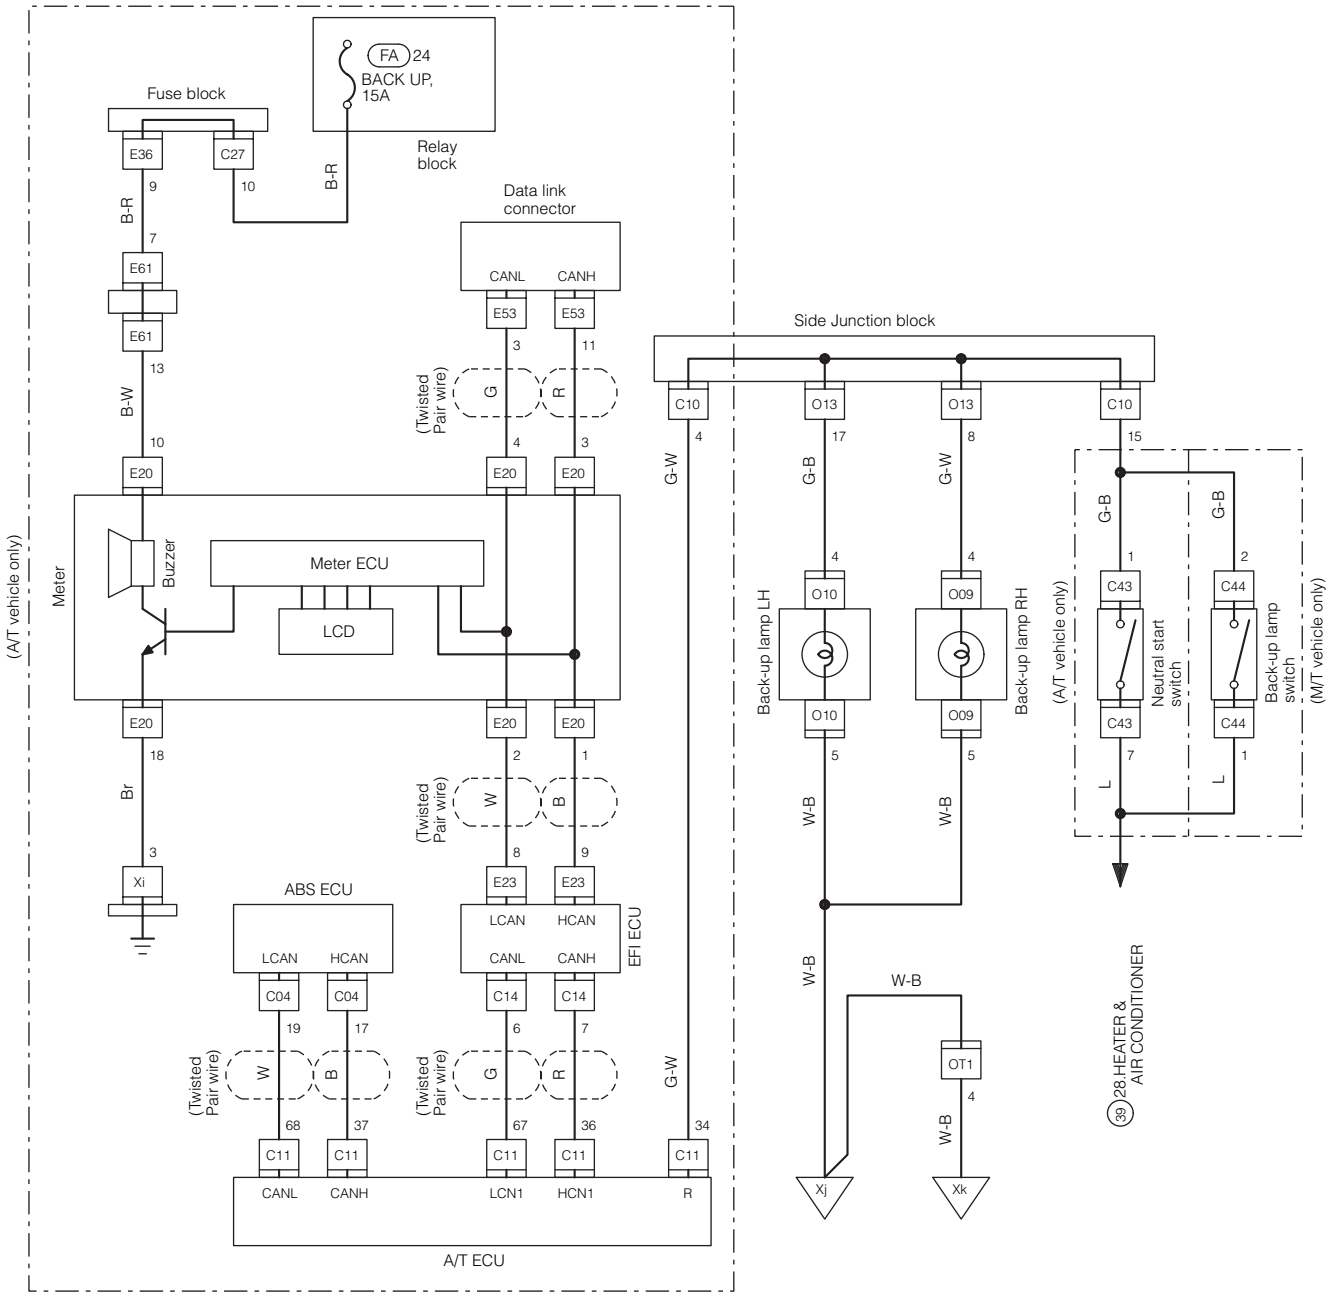 FA 24
BACK UP,
15A
Fuse block
E36
C27
Relay
block
9
10
B-R
B-R
Data link
connector
7
E61
CANL
CANH
E53
E53
E61
Side Junction block
3
11
13
(Twisted
Pair wire)
G
R
B-W
C10
O13
O13
C10
4
17
8
15
10
4
3
G-W
G-B
G-W
E20
E20
E20
G-B
G-B
(A/T vehicle only)
Meter
Buzzer
Meter ECU
LCD
4
4
1
2
O10
O09
C43
C44
Back-up lamp LH
Back-up lamp RH
(A/T vehicle only)
Neutral start
switch
Back-up lamp
switch
(M/T vehicle only)
E20
E20
E20
O10
O09
C43
C44
18
2
1
5
5
7
1
Br
(Twisted
Pair wire)
W
B
W-B
W-B
L
L
3
8
9
Xi
E23
E23
ABS ECU
LCAN
HCAN
EFI ECU
LCAN
HCAN
CANL
CANH
C04
C04
C14
C14
W-B
W-B
39 28.HEATER &
AIR CONDITIONER
19
17
6
7
(Twisted
Pair wire)
W
B
(Twisted
Pair wire)
G
R
G-W
OT1
4
W-B
68
37
67
36
34
C11
C11
C11
C11
C11
CANL
CANH
LCN1
HCN1
R
Xj
Xk
A/T ECU